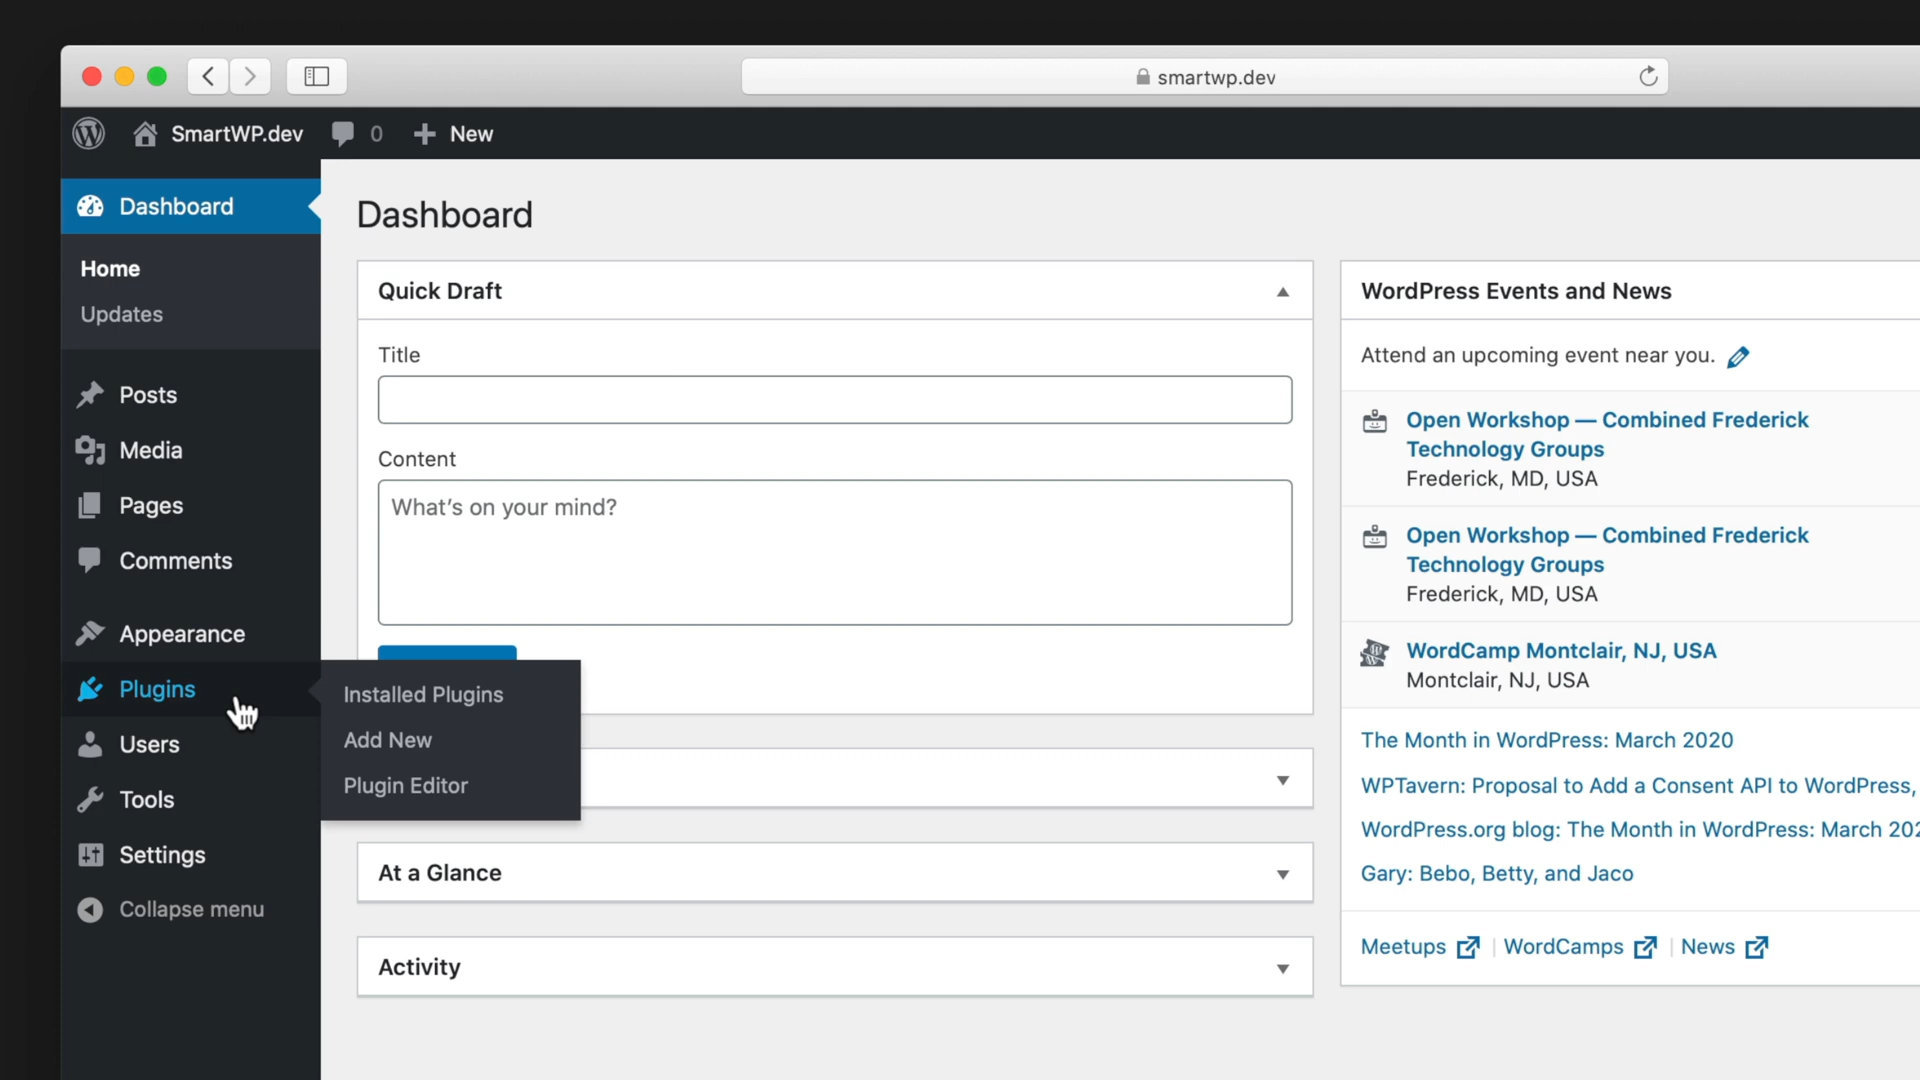 smartwp.dev
SmartWP.dev 0 New
Dashboard
Home
Updates
Posts
Media
Pages
Comments
Appearance
Plugins
Users
Tools
Settings
Collapse menu
Installed Plugins
Add New
Plugin Editor
Dashboard
Quick Draft
Title
Content
What's on your mind?
At a Glance
Activity
WordPress Events and News
Attend an upcoming event near you.
Open Workshop — Combined Frederick
Technology Groups
Frederick, MD, USA
Open Workshop — Combined Frederick
Technology Groups
Frederick, MD, USA
WordCamp Montclair, NJ, USA
Montclair, NJ, USA
The Month in WordPress: March 2020
WPTavern: Proposal to Add a Consent API to WordPress,
WordPress.org blog: The Month in WordPress: March
Gary: Bebo, Betty, and Jaco
Meetups | WordCamps | News